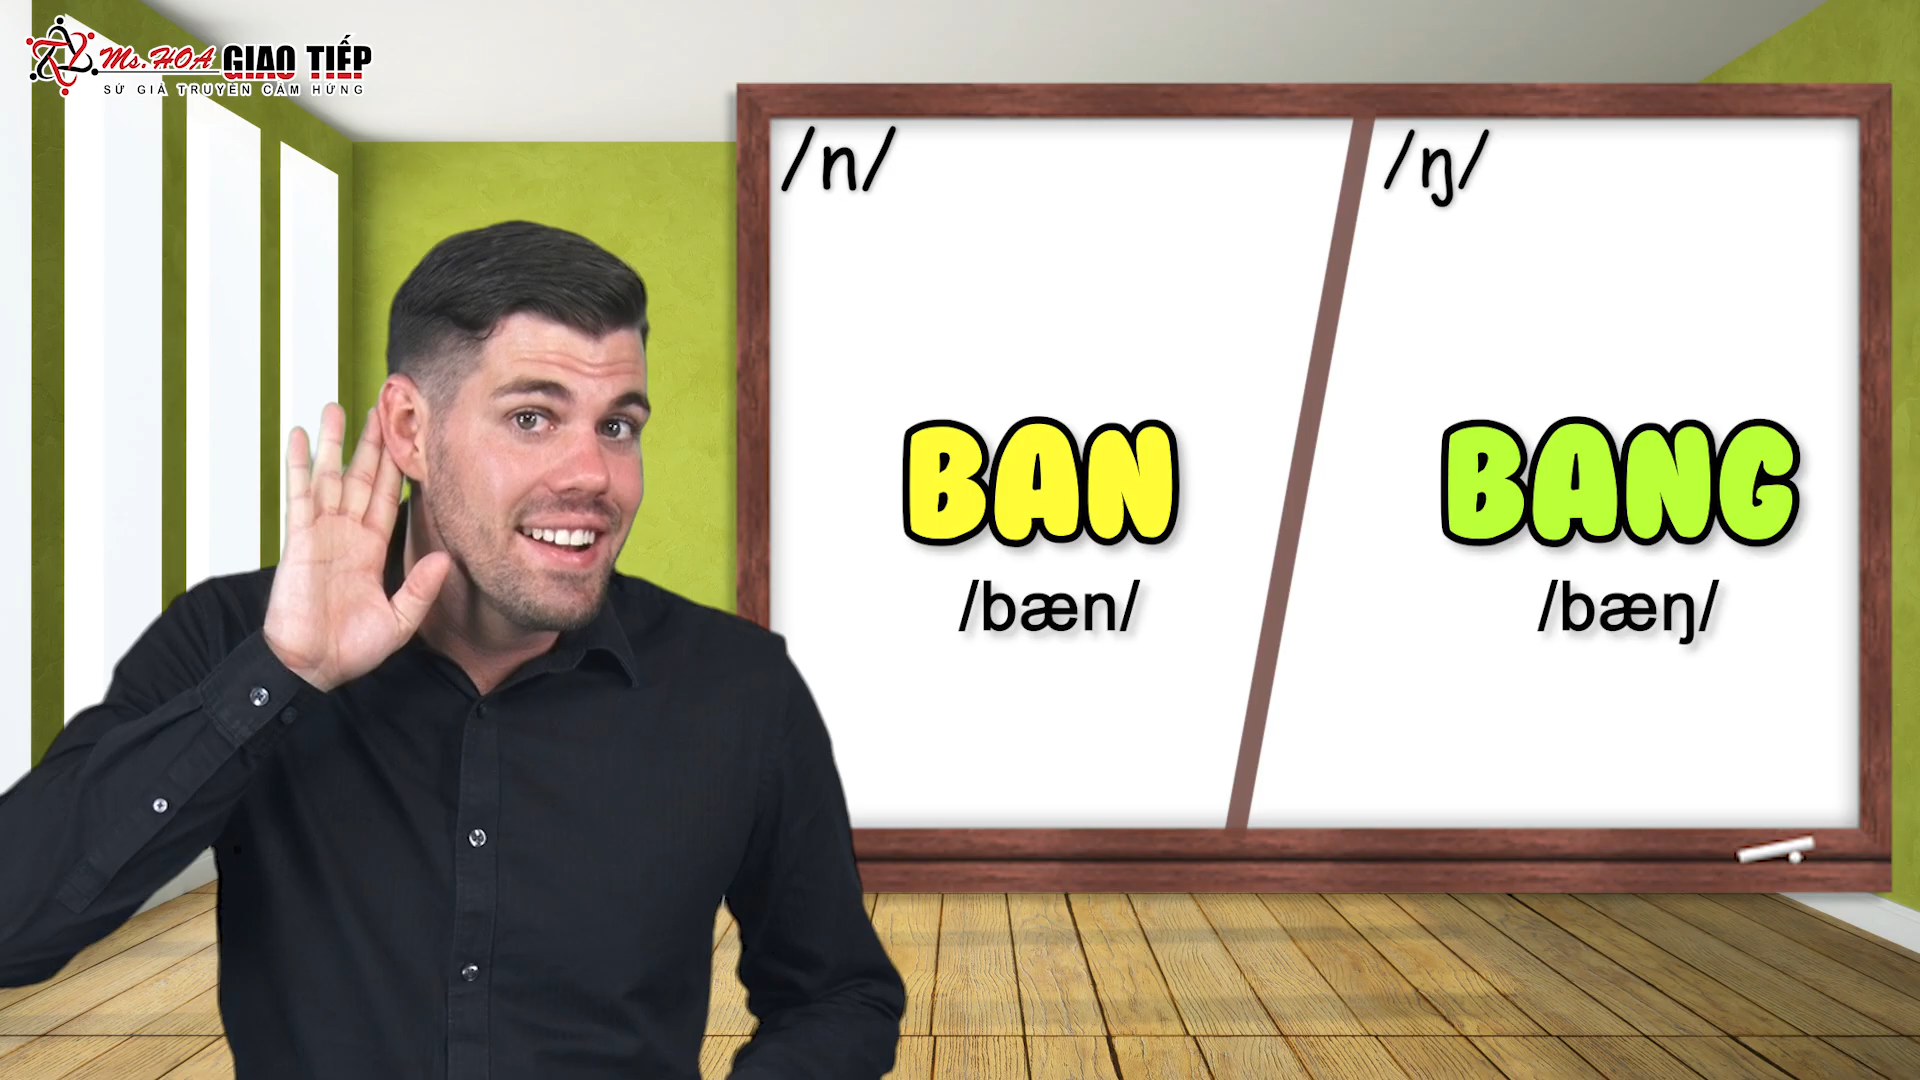 Ms.HOA GIAO TIẾP
SỨ GIẢ TRUYỀN CẢM HỨNG
/n/
/ŋ/
BAN
BANG
/bæn/
/bæŋ/